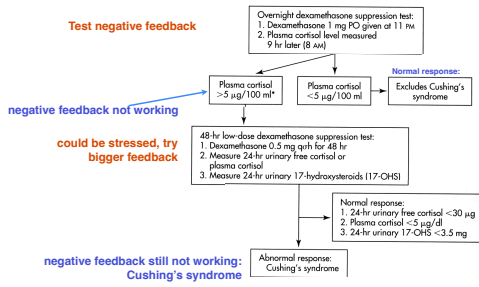 Test negative feedback
Overnight dexamethasone suppression test:
1. Dexamethasone 1 mg PO given at 11 PM
2. Plasma cortisol level measured
9 hr later (8 AM)
Plasma cortisol
>5 μg/100 ml*
Plasma cortisol
<5 μg/100 ml
Normal response:
Excludes Cushing's
syndrome
negative feedback not working
could be stressed, try
bigger feedback
48-hr low-dose dexamethasone suppression test:
1. Dexamethasone 0.5 mg q6h for 48 hr
2. Measure 24-hr urinary free cortisol or
plasma cortisol
3. Measure 24-hr urinary 17-hydroxysteroids (17-OHS)
Normal response:
1. 24-hr urinary free cortisol <30 μg
2. Plasma cortisol <5 μg/dl
3. 24-hr urinary 17-OHS <3.5 mg
negative feedback still not working:
Cushing's syndrome
Abnormal response:
Cushing's syndrome